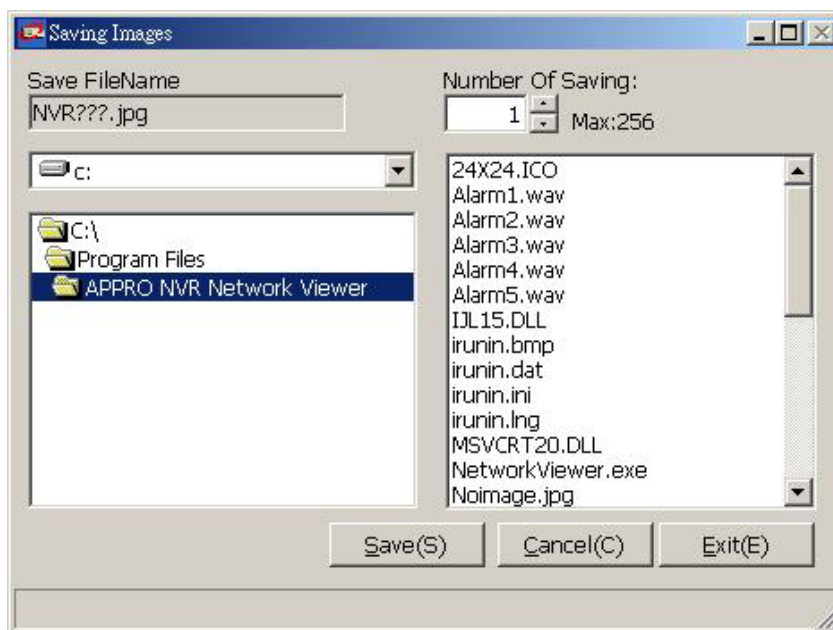 Saving Images
Save FileName
NVR???.jpg
Number Of Saving:
1
Max:256
c:
C:\
Program Files
APPRO NVR Network Viewer
24X24.ICO
Alarm1.wav
Alarm2.wav
Alarm3.wav
Alarm4.wav
Alarm5.wav
IJL15.DLL
irunin.bmp
irunin.dat
irunin.ini
irunin.lng
MSVCRT20.DLL
NetworkViewer.exe
Noimage.jpg
Save(S)
Cancel(C)
Exit(E)